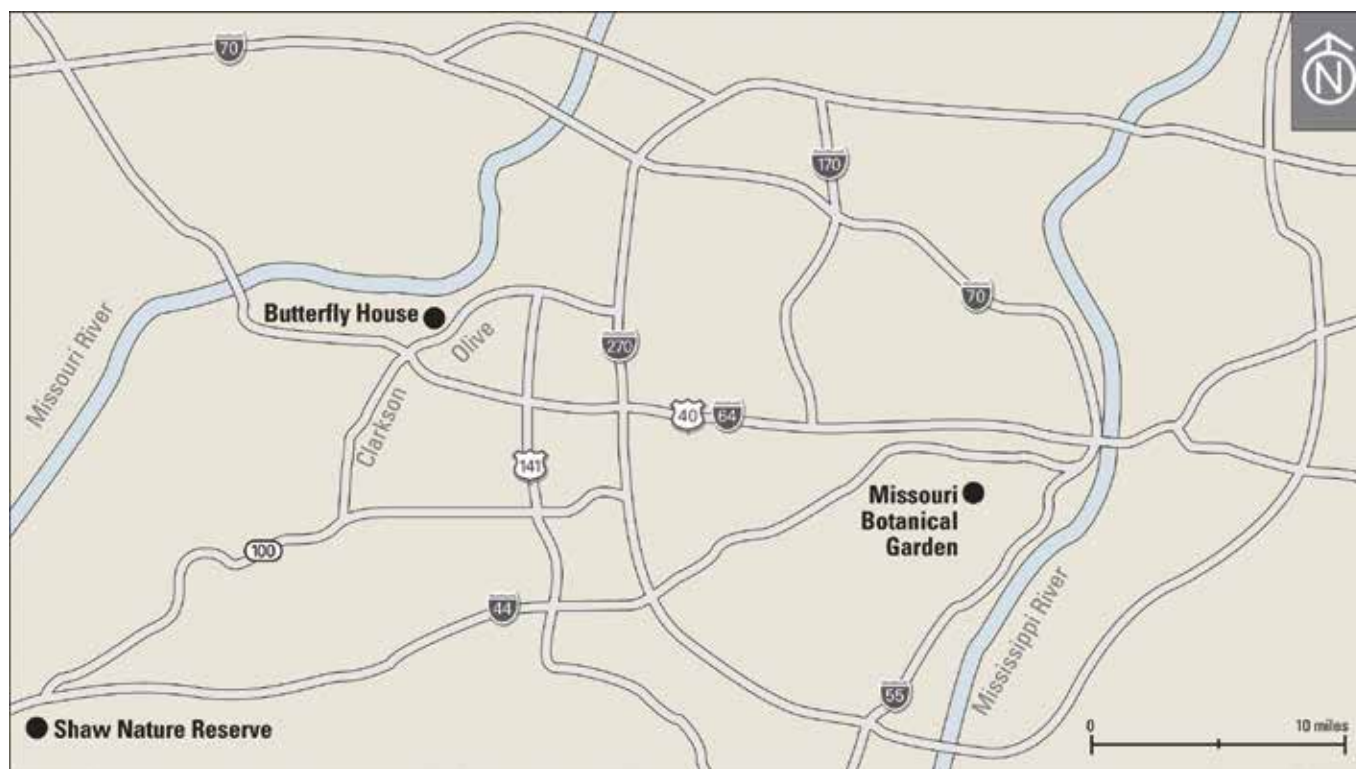 70
N
170
Missouri River
Butterfly House
Olive
270
70
Clarkson
40
64
141
Missouri
Botanical
Garden
100
44
Mississippi River
55
Shaw Nature Reserve
0
10 miles